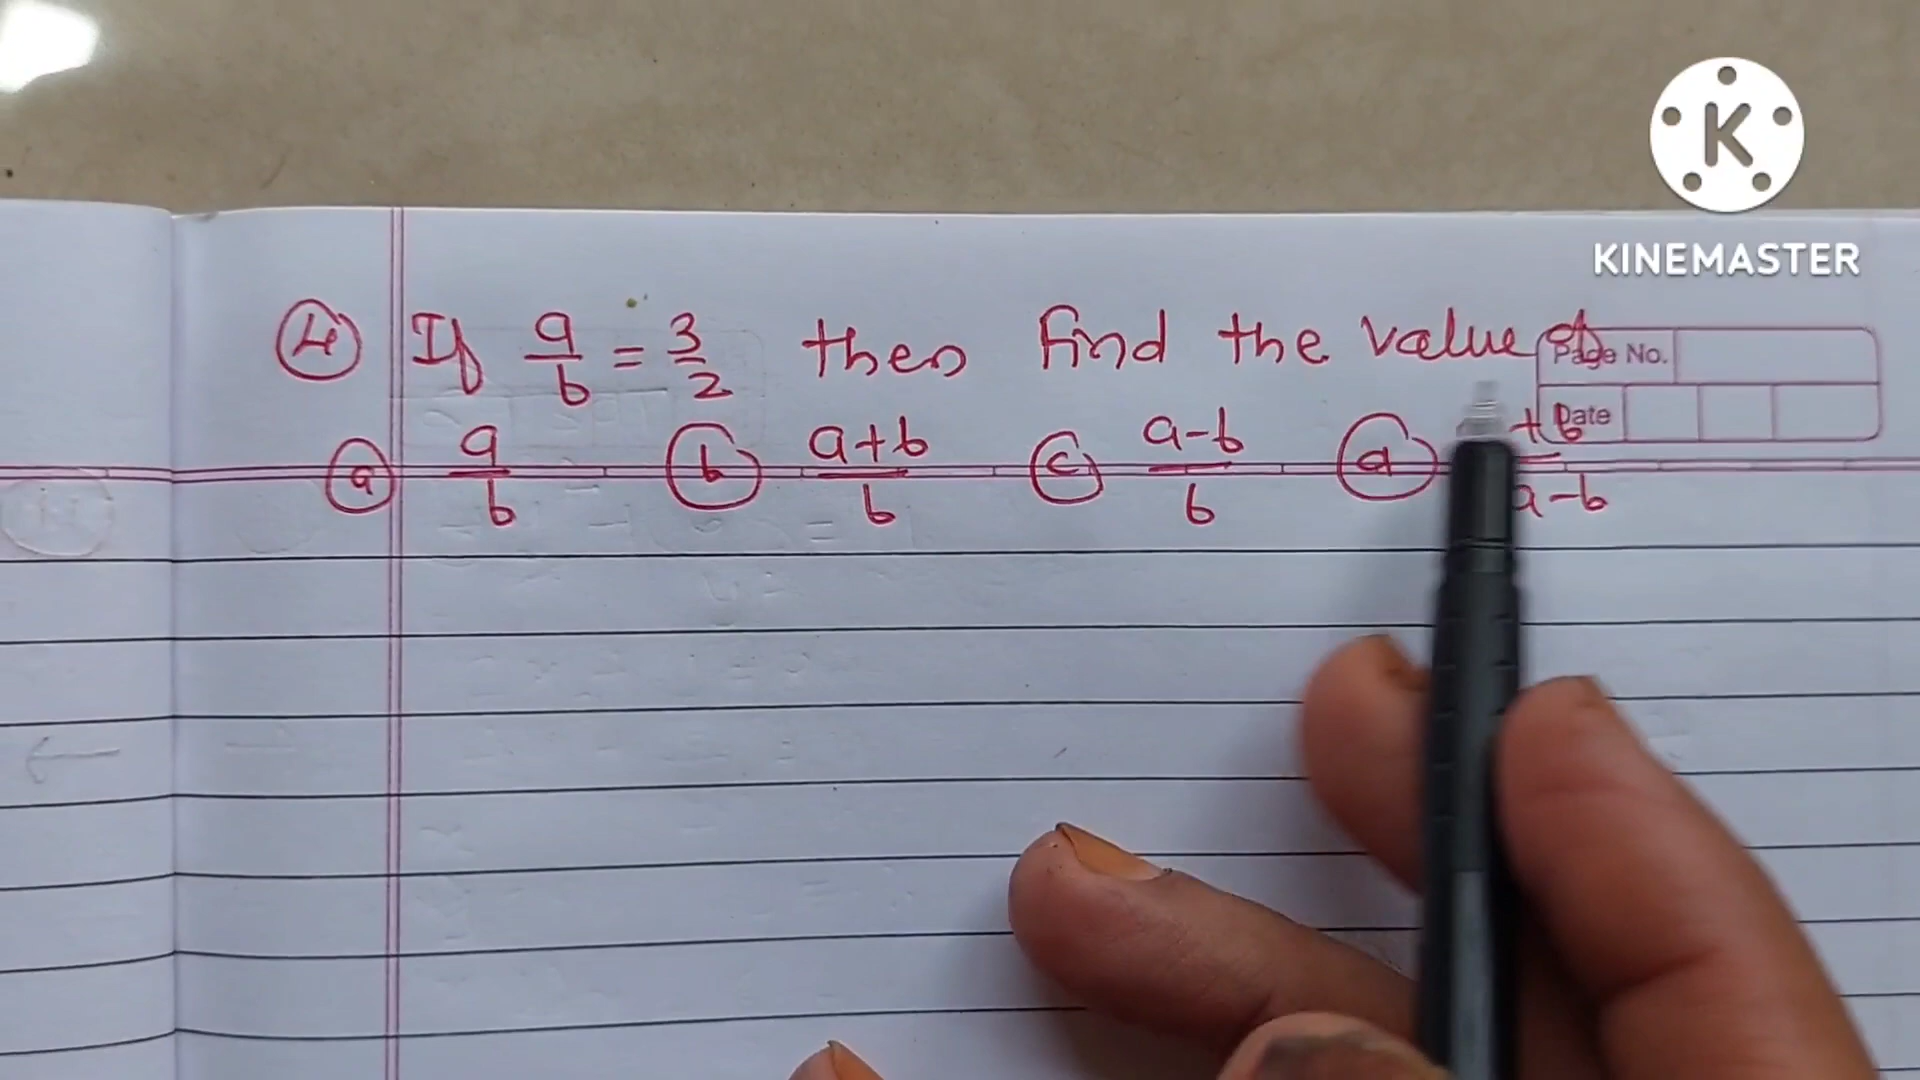 K
KINEMASTER
④ If a/b = 3/2 then find the value of
Page No.
Date
ⓐ a/b ⓑ (a+b)/b ⓒ (a-b)/b ⓓ +b/(a-b)